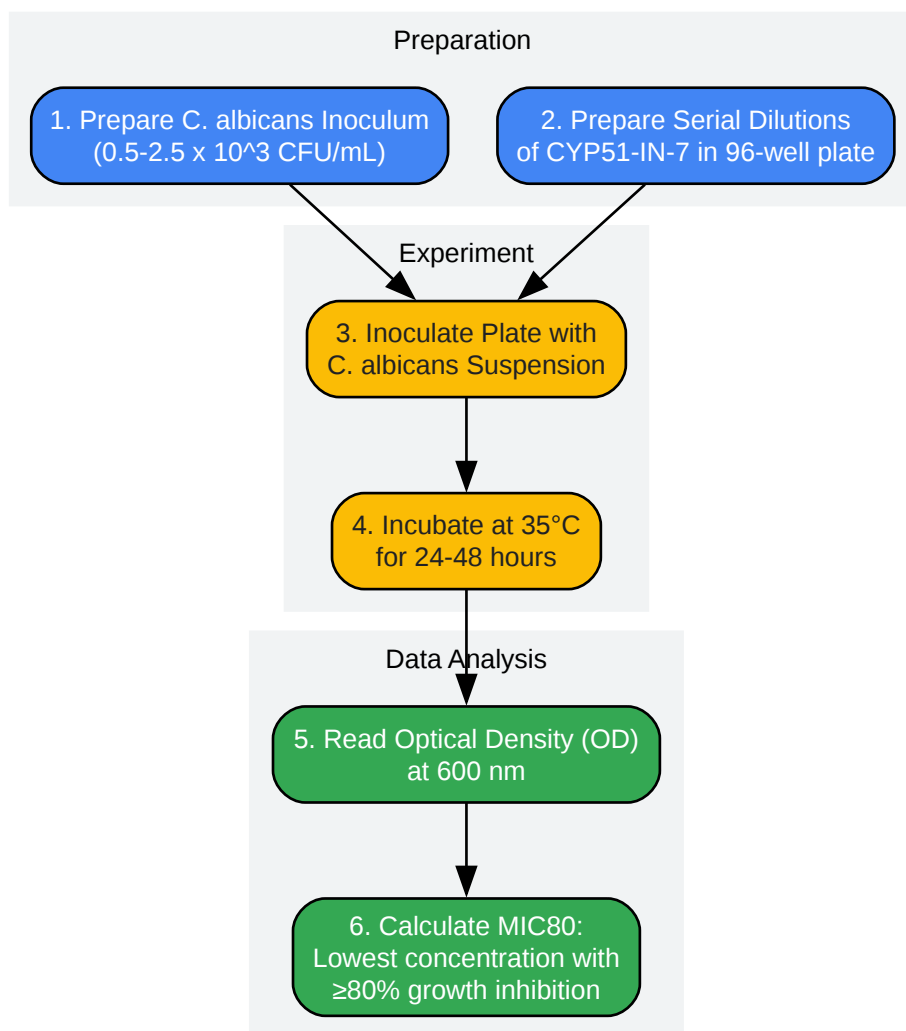 Preparation
1. Prepare C. albicans Inoculum
(0.5-2.5 x 10^3 CFU/mL)
2. Prepare Serial Dilutions
of CYP51-IN-7 in 96-well plate
Experiment
3. Inoculate Plate with
C. albicans Suspension
4. Incubate at 35°C
for 24-48 hours
Data Analysis
5. Read Optical Density (OD)
at 600 nm
6. Calculate MIC80:
Lowest concentration with
≥80% growth inhibition